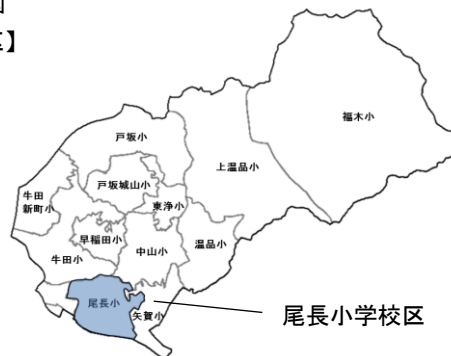 区】
福木小
戸坂小
上温品小
戸坂城山小
牛田
新町小
東浄小
早稲田小
温品小
中山小
牛田小
尾長小
矢賀小
尾長小学校区